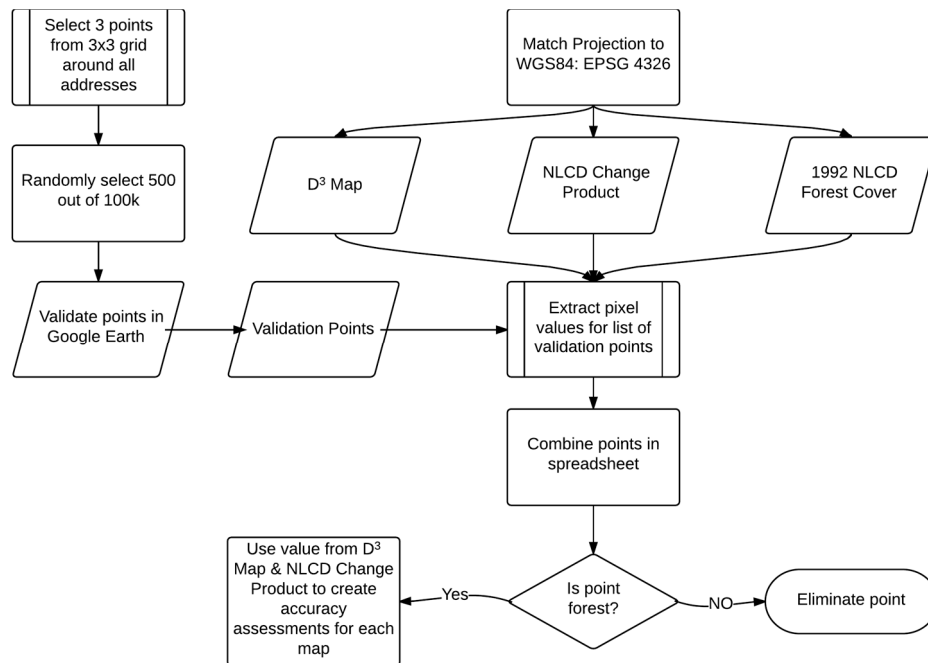 Select 3 points
from 3x3 grid
around all
addresses
Match Projection to
WGS84: EPSG 4326
Randomly select 500
out of 100k
D³ Map
NLCD Change
Product
1992 NLCD
Forest Cover
Validate points in
Google Earth
Validation Points
Extract pixel
values for list of
validation points
Combine points in
spreadsheet
Use value from D³
Map & NLCD Change
Product to create
accuracy
assessments for each
map
Yes
Is point
forest?
NO
Eliminate point